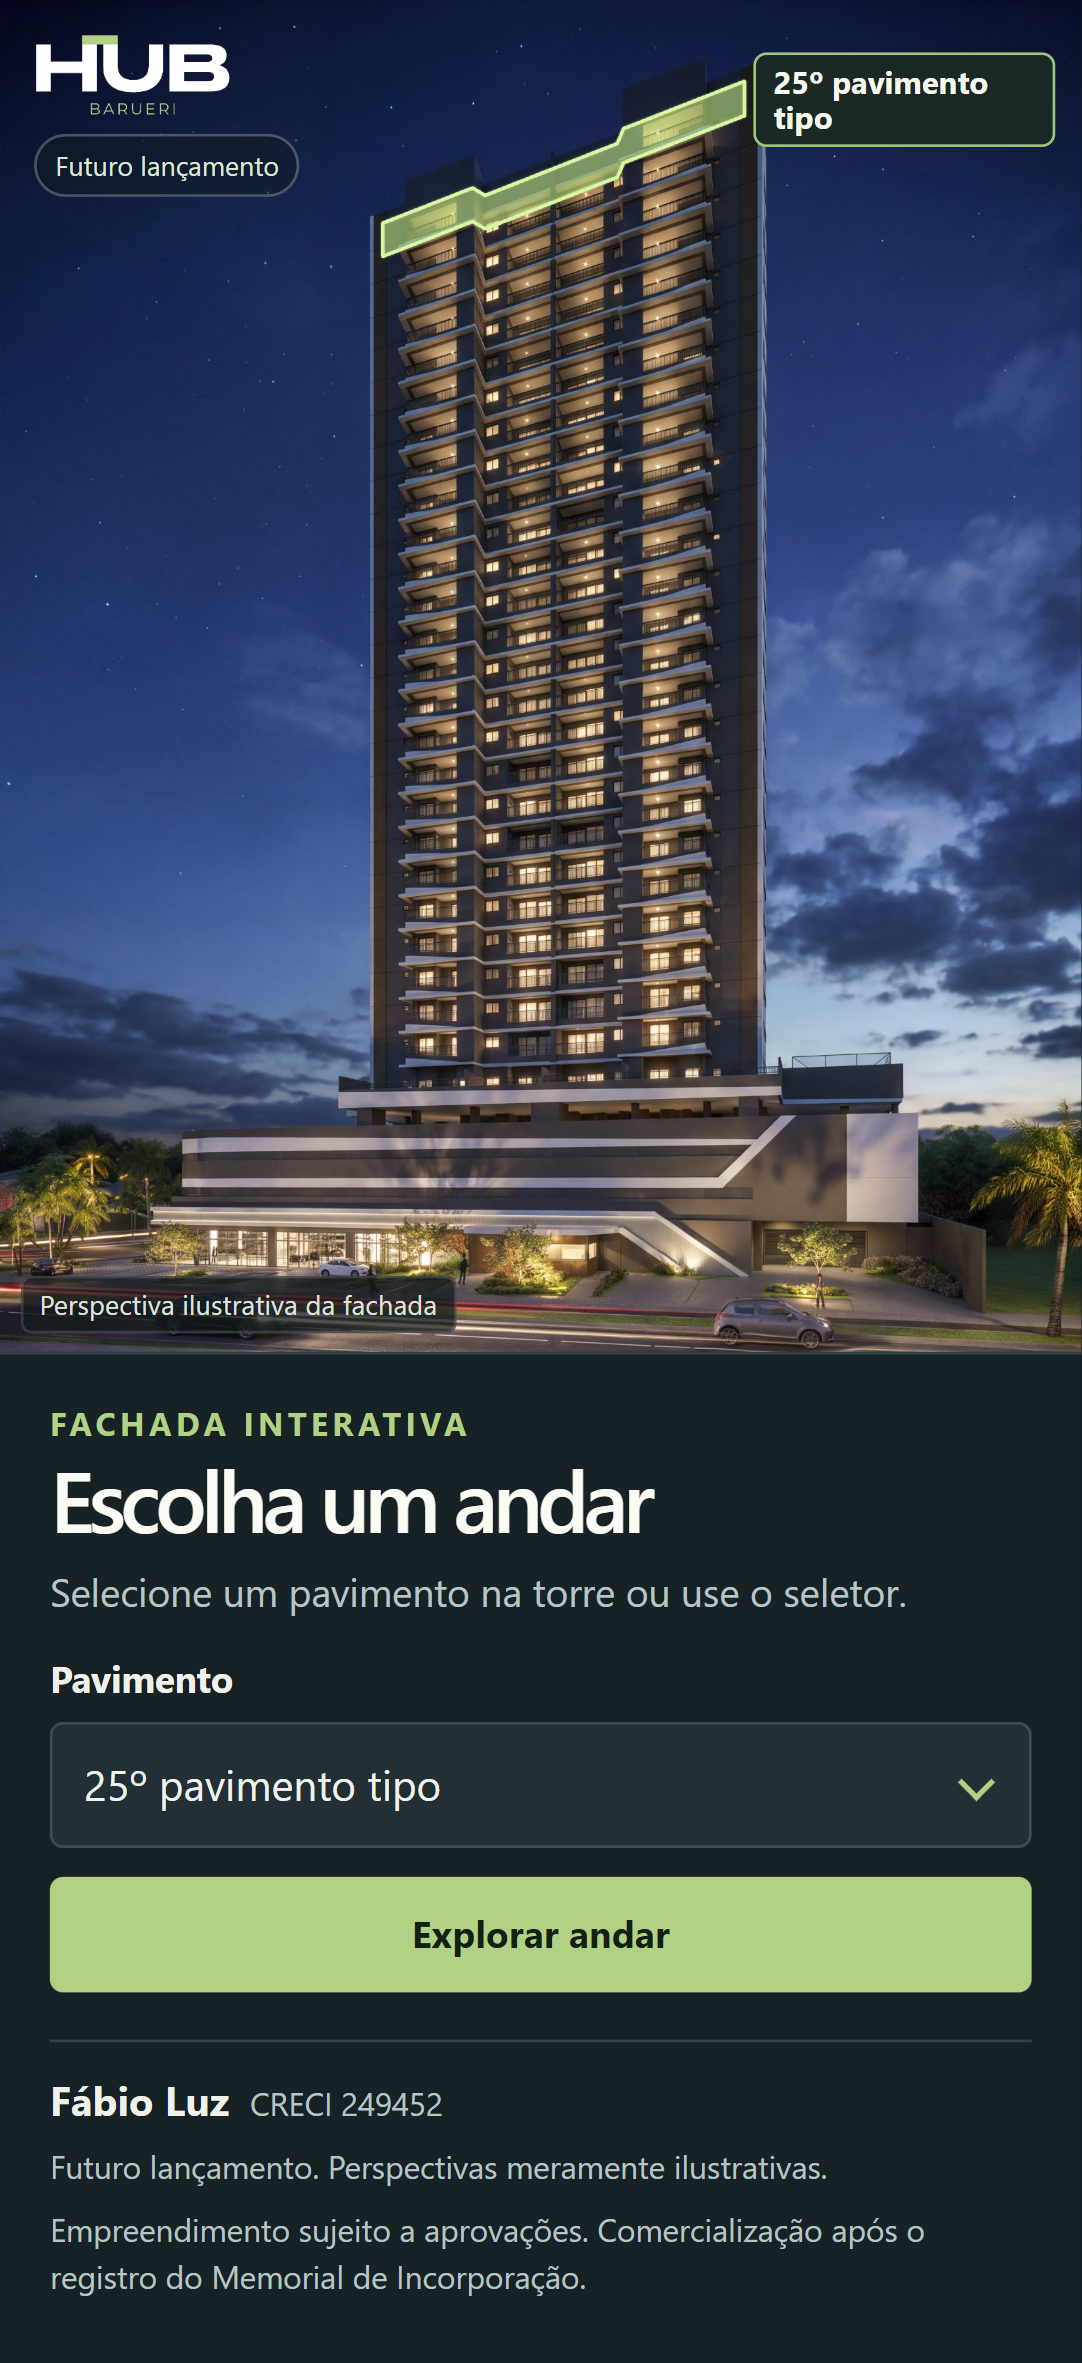 HUB
BARUERI
Futuro lançamento
25º pavimento
tipo
Perspectiva ilustrativa da fachada
FACHADA INTERATIVA
Escolha um andar
Selecione um pavimento na torre ou use o seletor.
Pavimento
25º pavimento tipo
Explorar andar
Fábio Luz CRECI 249452
Futuro lançamento. Perspectivas meramente ilustrativas.
Empreendimento sujeito a aprovações. Comercialização após o
registro do Memorial de Incorporação.